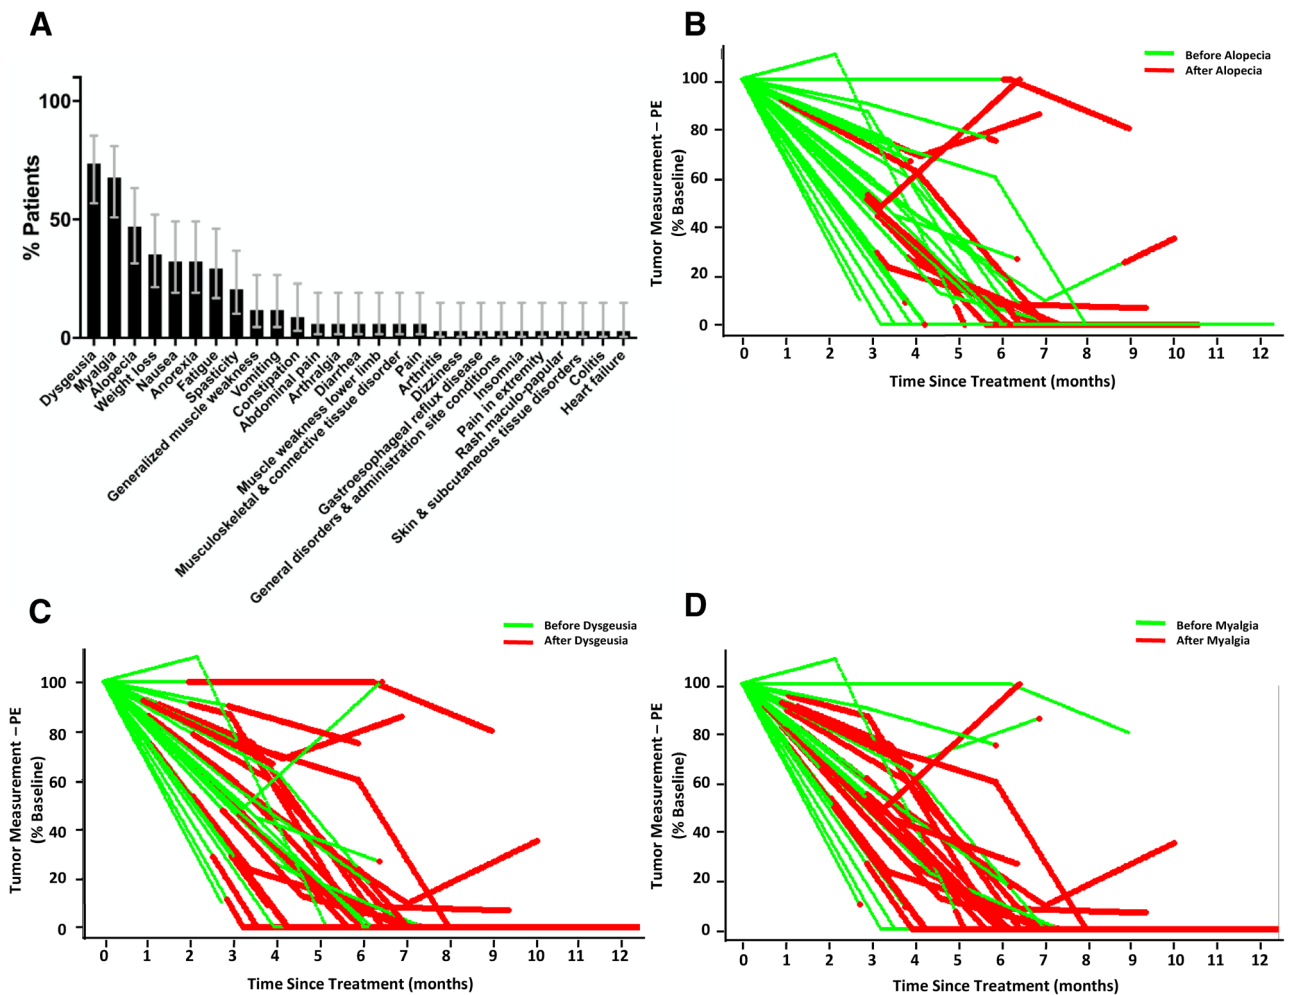 A
100
50
0
% Patients
Dysgeusia
Myalgia
Alopecia
Weight loss
Nausea
Anorexia
Fatigue
Spasticity
Generalized muscle weakness
Vomiting
Constipation
Abdominal pain
Arthralgia
Diarrhea
Muscle weakness lower limb
Musculoskeletal & connective tissue disorder
Pain
Arthritis
Dizziness
Gastroesophageal reflux disease
General disorders & administration site conditions
Insomnia
Pain in extremity
Rash maculo-papular
Skin & subcutaneous tissue disorders
Colitis
Heart failure
B
Before Alopecia
After Alopecia
100
80
60
40
20
0
Tumor Measurement – PE
(% Baseline)
0 1 2 3 4 5 6 7 8 9 10 11 12
Time Since Treatment (months)
C
Before Dysgeusia
After Dysgeusia
100
80
60
40
20
0
Tumor Measurement – PE
(% Baseline)
0 1 2 3 4 5 6 7 8 9 10 11 12
Time Since Treatment (months)
D
Before Myalgia
After Myalgia
100
80
60
40
20
0
Tumor Measurement – PE
(% Baseline)
0 1 2 3 4 5 6 7 8 9 10 11 12
Time Since Treatment (months)